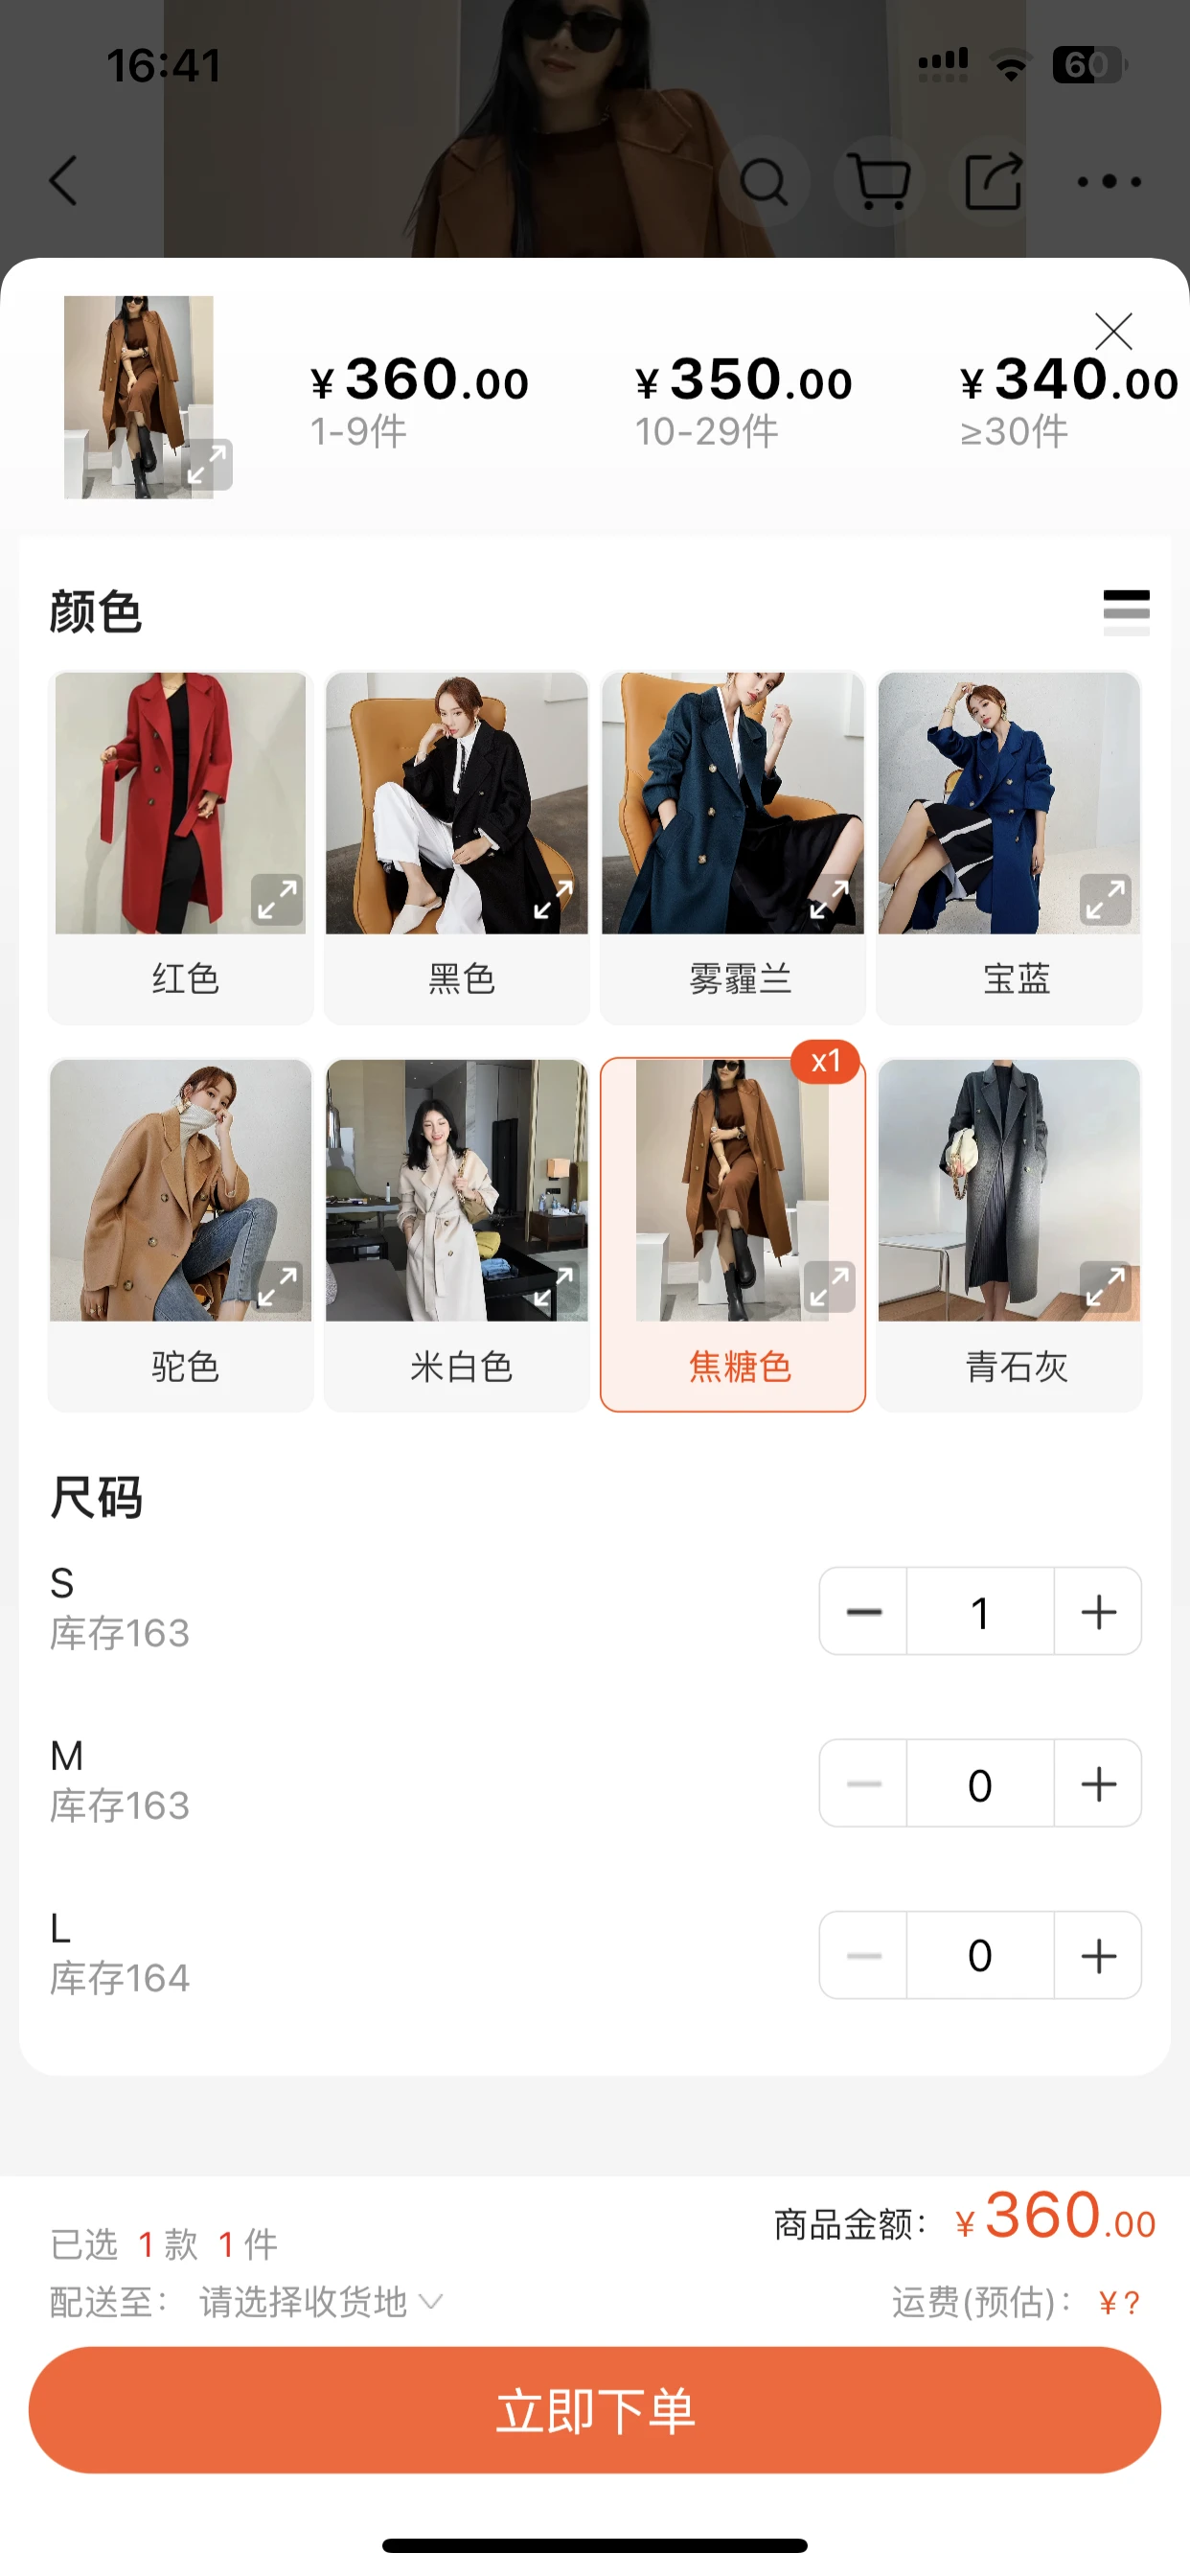 16:41
60
¥360.00 ¥350.00 ¥340.00
1-9件 10-29件 ≥30件
颜色
红色 黑色 雾霾兰 宝蓝
x1
驼色 米白色 焦糖色 青石灰
尺码
S
库存163
1
M
库存163
0
L
库存164
0
商品金额： ¥360.00
已选 1 款 1 件
配送至： 请选择收货地 运费(预估)： ¥?
立即下单